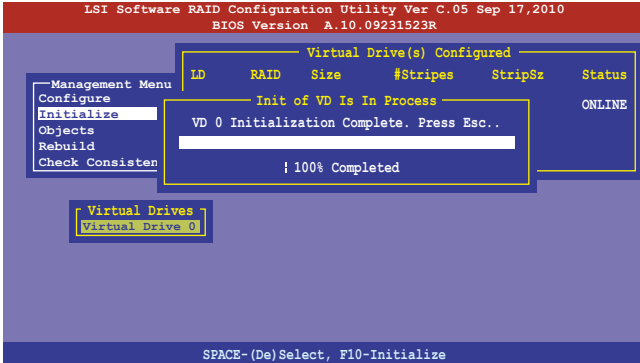 LSI Software RAID Configuration Utility Ver C.05 Sep 17,2010
BIOS Version A.10.09231523R
Virtual Drive(s) Configured
LD RAID Size #Stripes StripSz Status
ONLINE
Management Menu
Configure
Initialize
Objects
Rebuild
Check Consisten
Init of VD Is In Process
VD 0 Initialization Complete. Press Esc..
100% Completed
Virtual Drives
Virtual Drive 0
SPACE-(De)Select, F10-Initialize